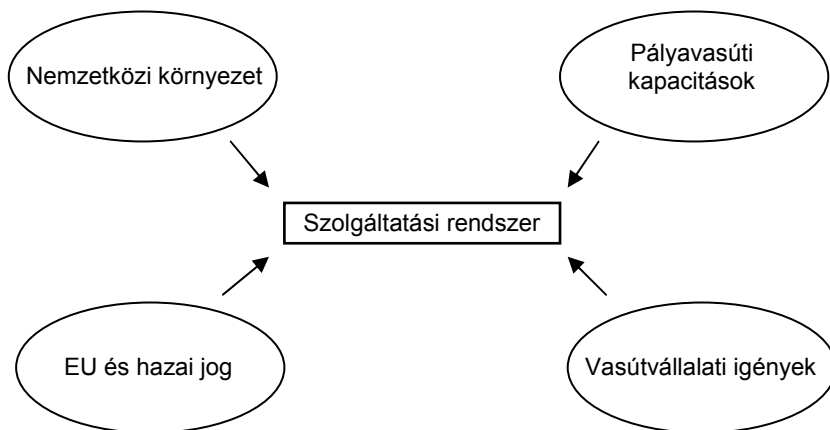 Nemzetközi környezet
Pályavasúti
kapacitások
Szolgáltatási rendszer
EU és hazai jog
Vasútvállalati igények